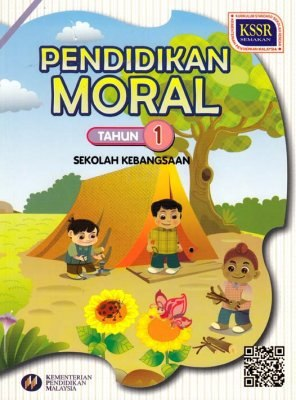 PENDIDIKAN
MORAL
KSSR
SEMAKAN
TAHUN 1
SEKOLAH KEBANGSAAN
KEMENTERIAN
PENDIDIKAN
MALAYSIA